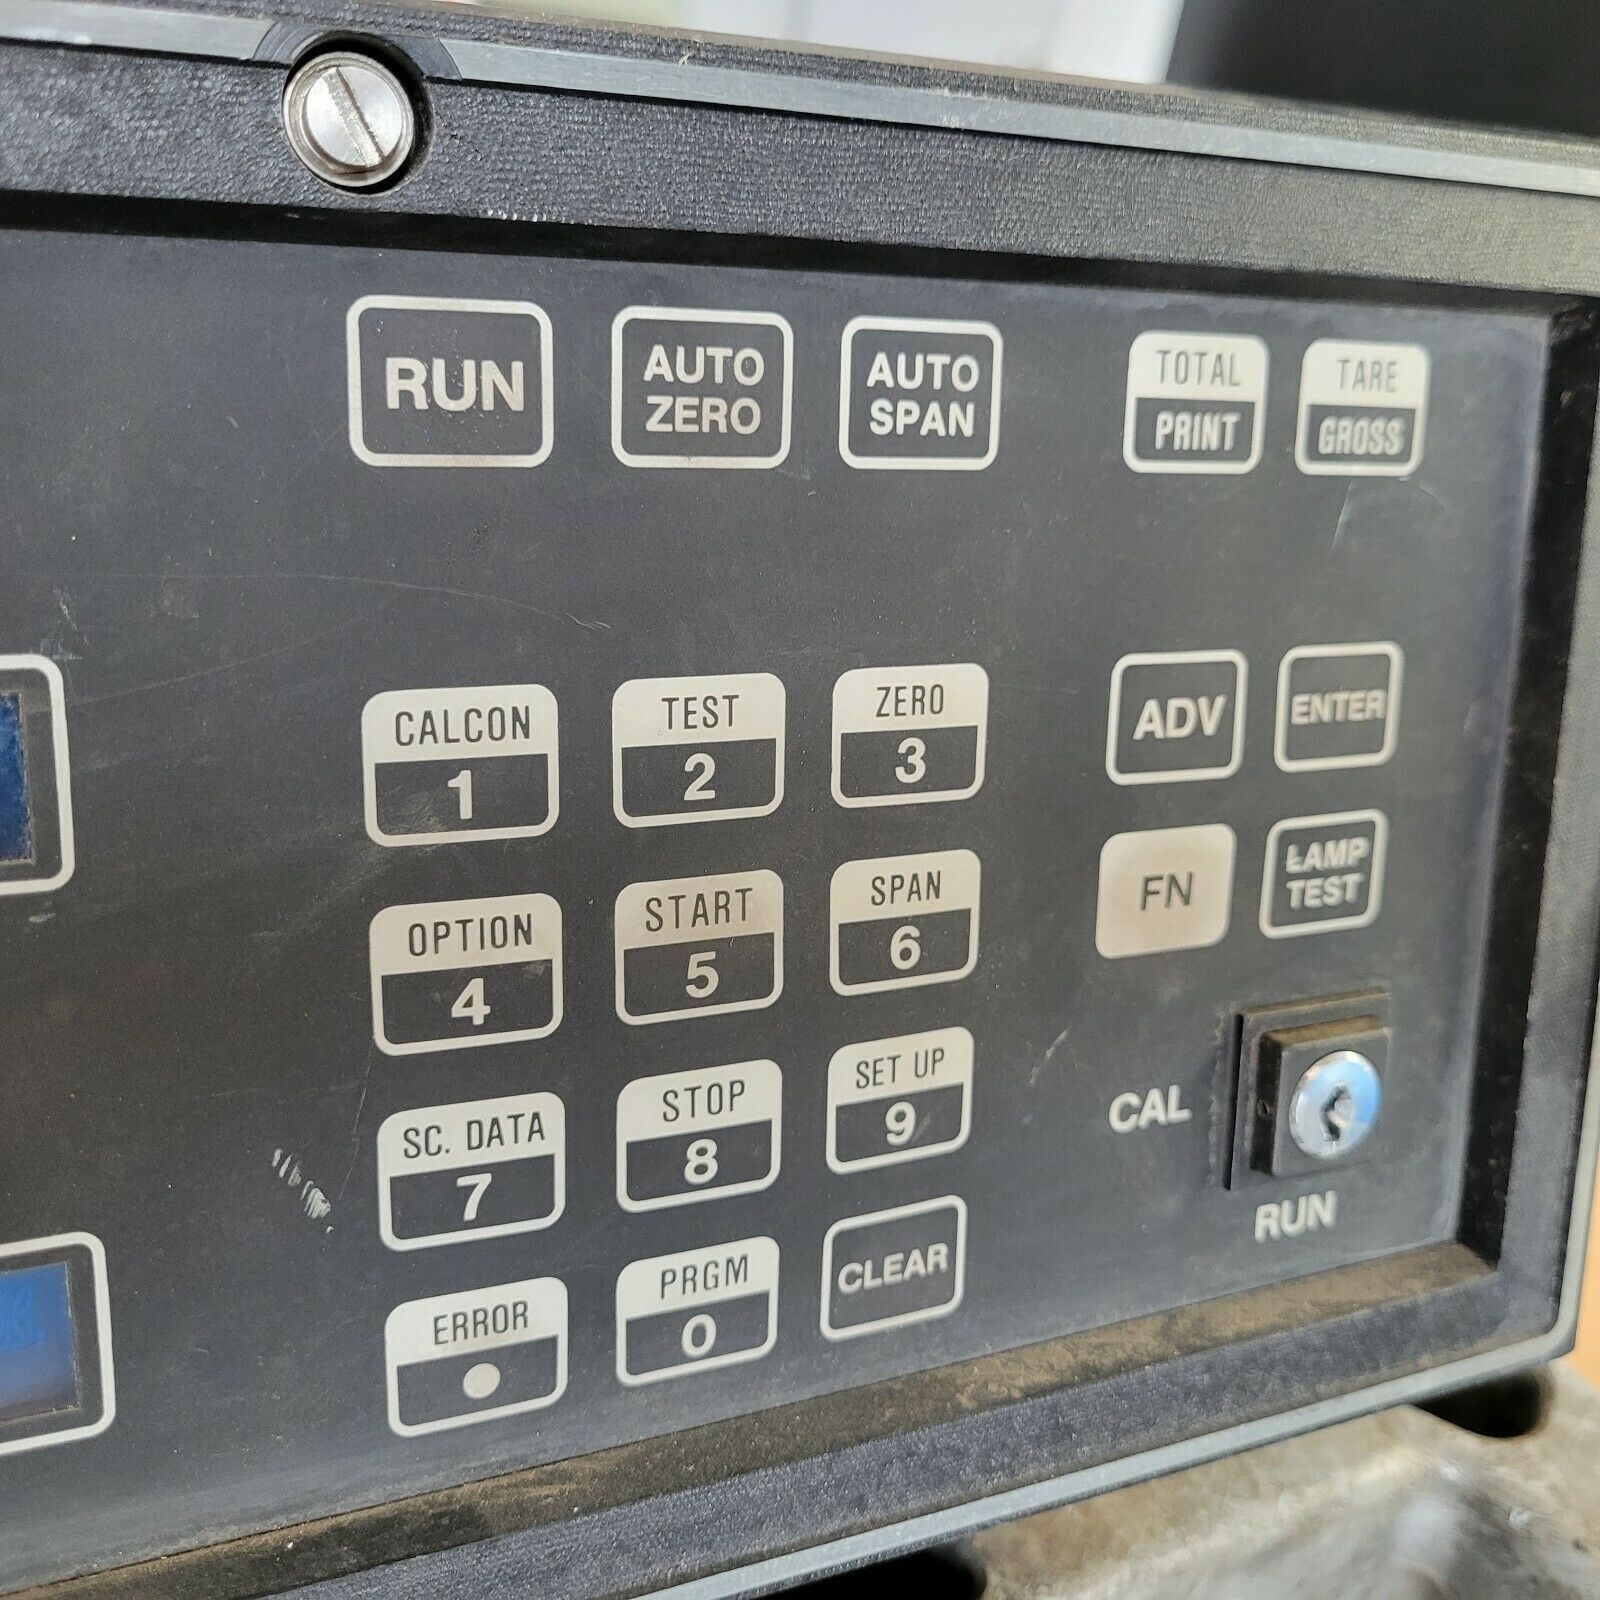 RUN
AUTO
ZERO
AUTO
SPAN
TOTAL
PRINT
TARE
GROSS
CALCON
1
TEST
2
ZERO
3
ADV
ENTER
OPTION
4
START
5
SPAN
6
FN
LAMP
TEST
SC. DATA
7
STOP
8
SET UP
9
CAL
RUN
ERROR
●
PRGM
0
CLEAR